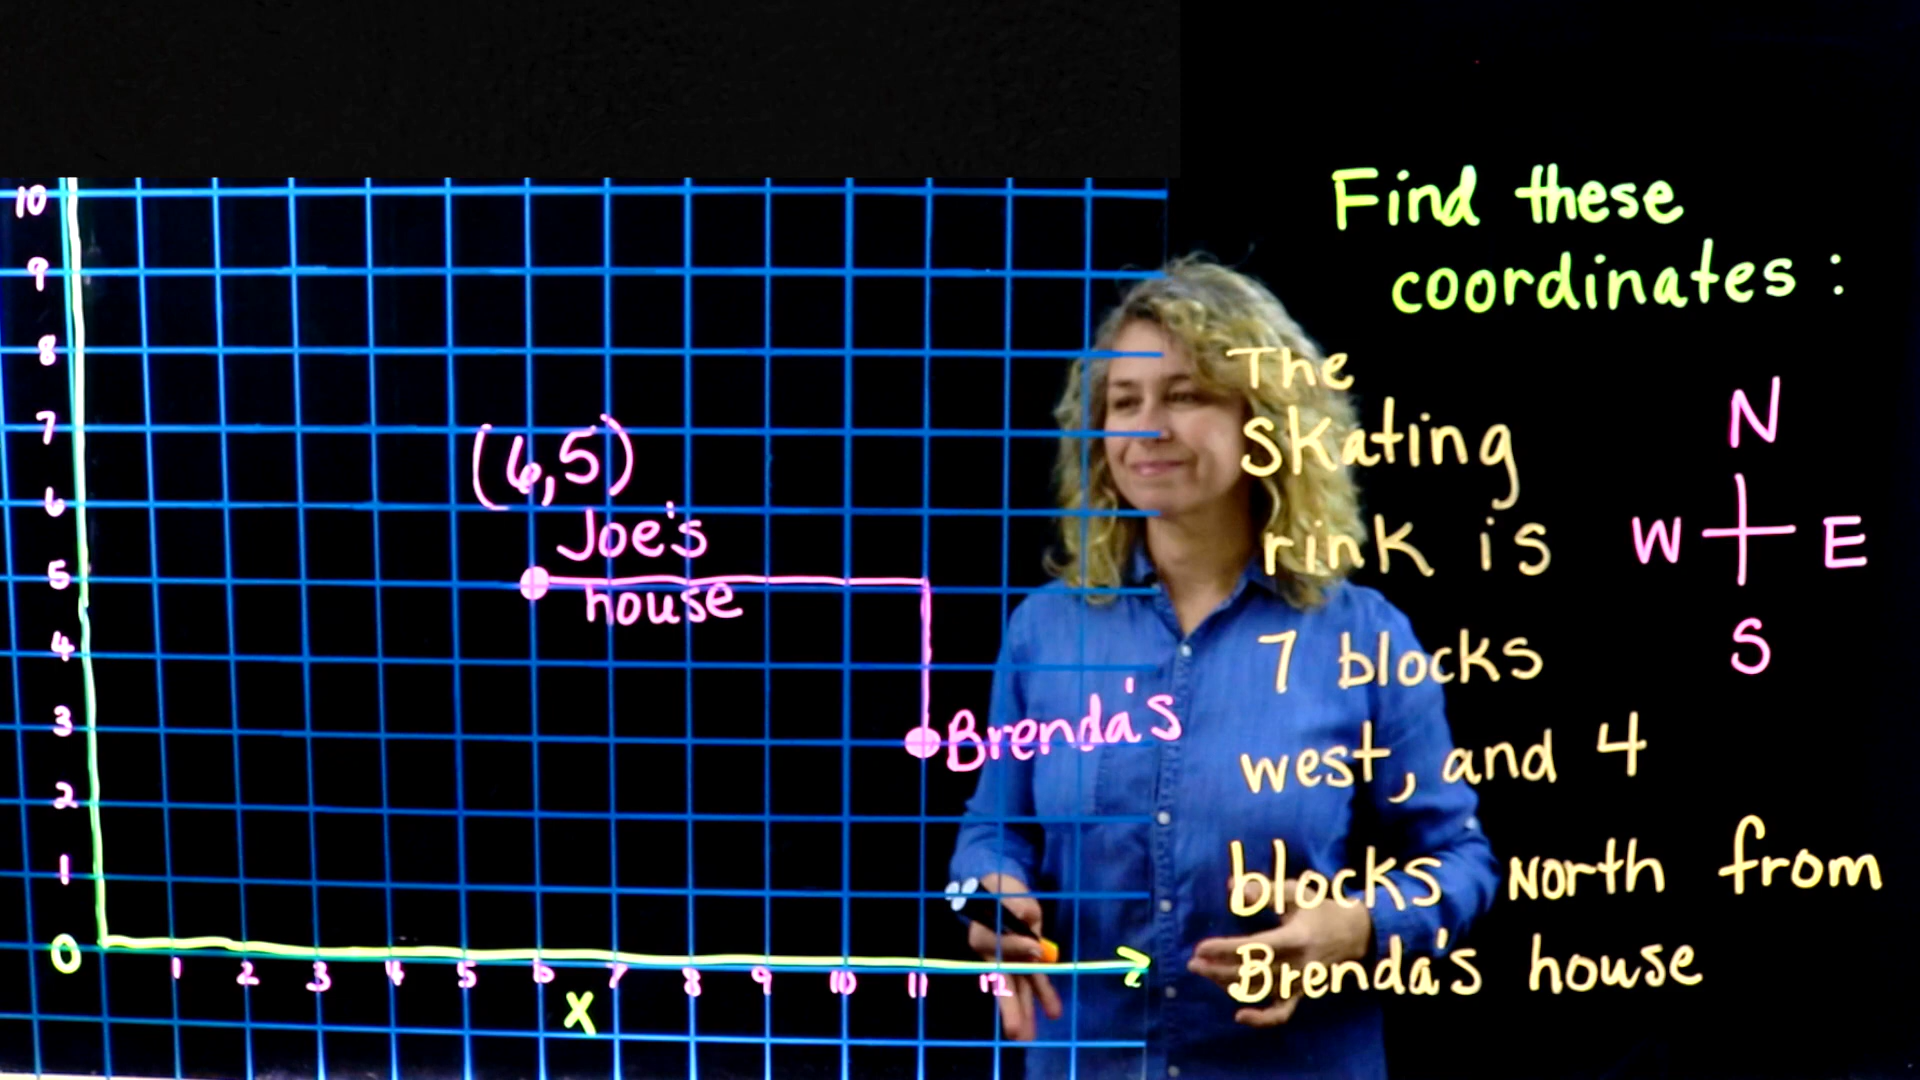 10
9
8
7
6
5
4
3
2
1
0
(6,5)
Joe's
house
Brenda's
1 2 3 4 5 6 7 8 9 10 11 12
X
Find these
coordinates :
The
Skating
rink is
7 blocks
west, and 4
blocks North from
Brenda's house
N
W E
S